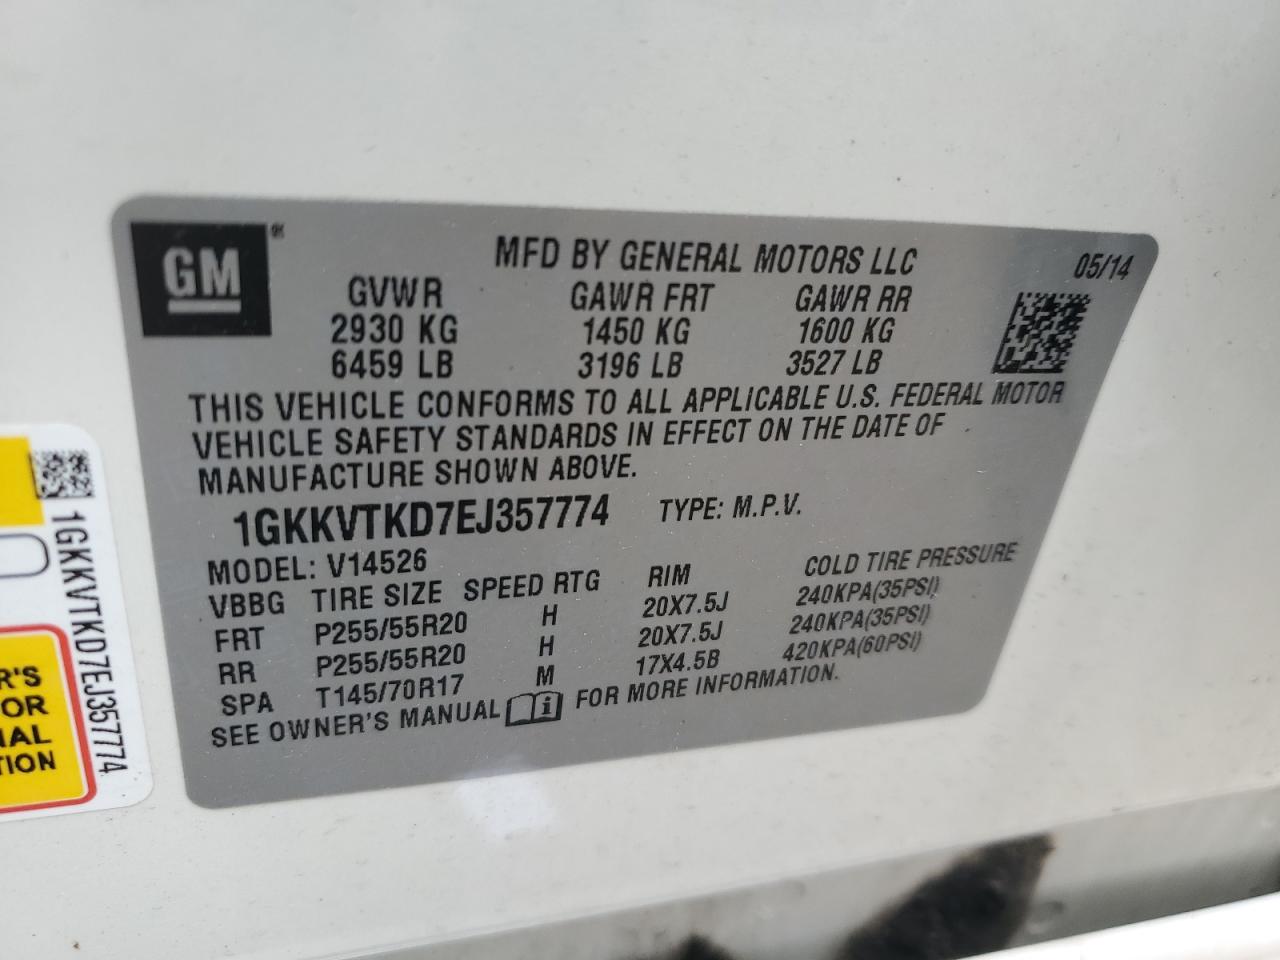 GM
MFD BY GENERAL MOTORS LLC
05/14
GVWR GAWR FRT GAWR RR
2930 KG 1450 KG 1600 KG
6459 LB 3196 LB 3527 LB
THIS VEHICLE CONFORMS TO ALL APPLICABLE U.S. FEDERAL MOTOR
VEHICLE SAFETY STANDARDS IN EFFECT ON THE DATE OF
MANUFACTURE SHOWN ABOVE.
1GKKVTKD7EJ357774 TYPE: M.P.V.
MODEL: V14526
VBBG TIRE SIZE SPEED RTG RIM COLD TIRE PRESSURE
FRT P255/55R20 H 20X7.5J 240KPA(35PSI)
RR P255/55R20 H 20X7.5J 240KPA(35PSI)
SPA T145/70R17 M 17X4.5B 420KPA(60PSI)
SEE OWNER'S MANUAL FOR MORE INFORMATION.
1GKKVTKD7EJ357774
R'S
OR
IAL
TION